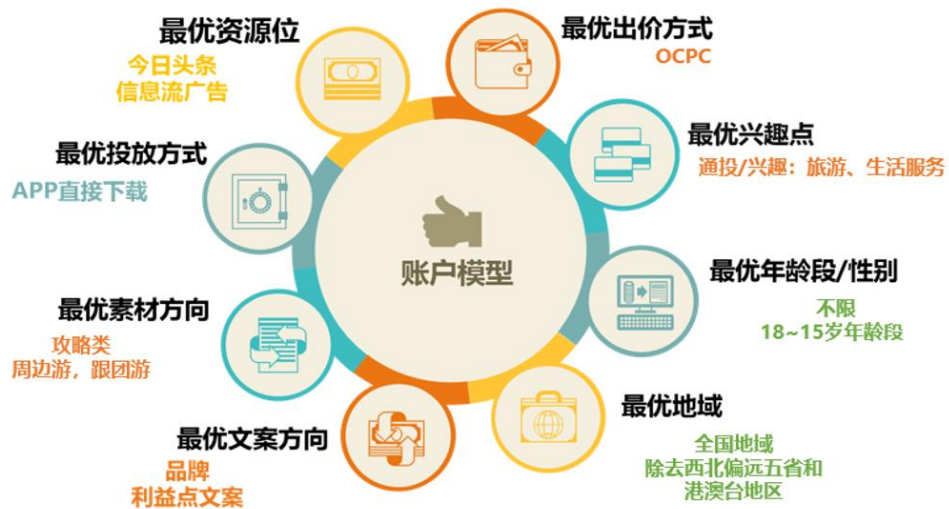 最优资源位
今日头条
信息流广告
最优出价方式
OCPC
最优兴趣点
通投/兴趣：旅游、生活服务
最优年龄段/性别
不限
18~15岁年龄段
最优地域
全国地域
除去西北偏远五省和
港澳台地区
最优文案方向
品牌
利益点文案
最优素材方向
攻略类
周边游，跟团游
最优投放方式
APP直接下载
账户模型